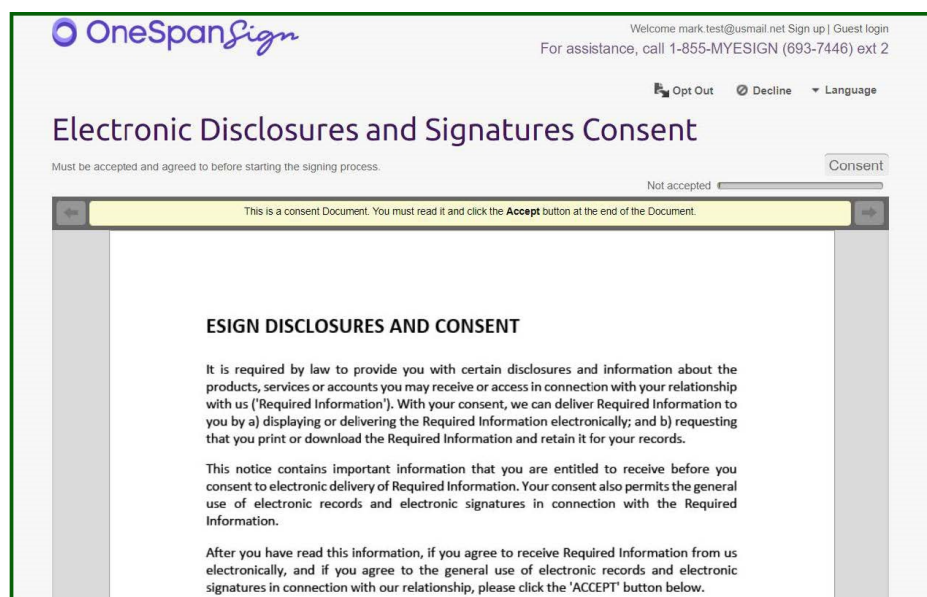 OneSpanSign
Welcome mark.test@usmail.net Sign up | Guest login
For assistance, call 1-855-MYESIGN (693-7446) ext 2
Opt Out Decline Language
Electronic Disclosures and Signatures Consent
Must be accepted and agreed to before starting the signing process.
Consent
Not accepted
This is a consent Document. You must read it and click the Accept button at the end of the Document.
ESIGN DISCLOSURES AND CONSENT
It is required by law to provide you with certain disclosures and information about the
products, services or accounts you may receive or access in connection with your relationship
with us ('Required Information'). With your consent, we can deliver Required Information to
you by a) displaying or delivering the Required Information electronically; and b) requesting
that you print or download the Required Information and retain it for your records.
This notice contains important information that you are entitled to receive before you
consent to electronic delivery of Required Information. Your consent also permits the general
use of electronic records and electronic signatures in connection with the Required
Information.
After you have read this information, if you agree to receive Required Information from us
electronically, and if you agree to the general use of electronic records and electronic
signatures in connection with our relationship, please click the 'ACCEPT' button below.